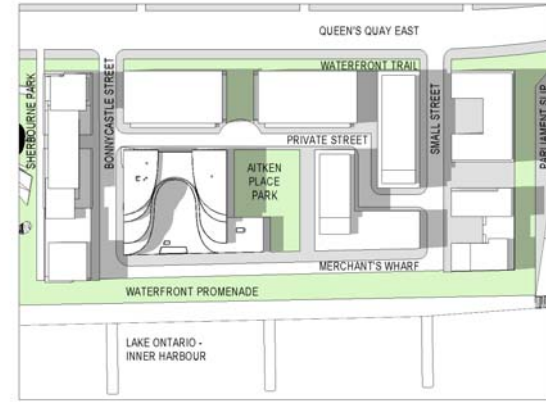 QUEEN'S QUAY EAST
WATERFRONT TRAIL
SHERBOURNE PARK
BONNYCASTLE STREET
SMALL STREET
PARLIAMENT SLIP
PRIVATE STREET
AITKEN
PLACE
PARK
MERCHANT'S WHARF
WATERFRONT PROMENADE
LAKE ONTARIO -
INNER HARBOUR